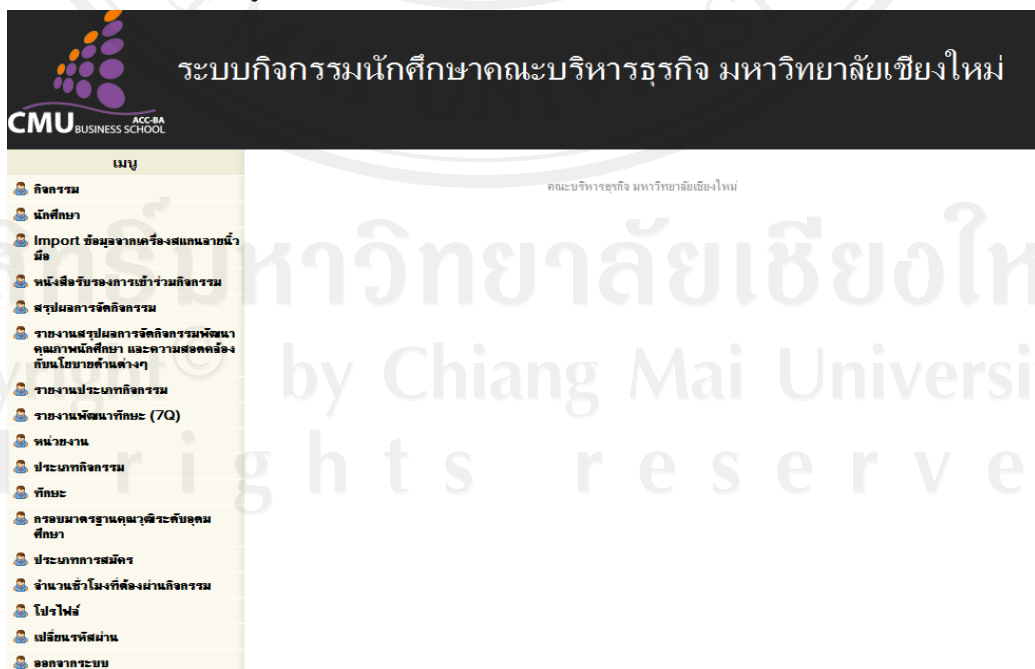 ระบบกิจกรรมนักศึกษาคณะบริหารธุรกิจ มหาวิทยาลัยเชียงใหม่
CMU BUSINESS SCHOOL
ACC-BA
เมนู
กิจกรรม
นักศึกษา
Import ข้อมูลจากเครื่องสแกนลายนิ้ว
มือ
หนังสือรับรองการเข้าร่วมกิจกรรม
สรุปผลการจัดกิจกรรม
รายงานสรุปผลการจัดกิจกรรมพัฒนา
คุณภาพนักศึกษา และความสอดคล้อง
กับนโยบายด้านต่างๆ
รายงานประเภทกิจกรรม
รายงานพัฒนาทักษะ (7Q)
หน่วยงาน
ประเภทกิจกรรม
ทักษะ
กรอบมาตรฐานคุณวุฒิระดับอุดม
ศึกษา
ประเภทการสมัคร
จำนวนชั่วโมงที่ต้องผ่านกิจกรรม
โปรไฟล์
เปลี่ยนรหัสผ่าน
ออกจากระบบ
คณะบริหารธุรกิจ มหาวิทยาลัยเชียงใหม่
มหาวิทยาลัยเชียงให
© by Chiang Mai Universi
rights reserve